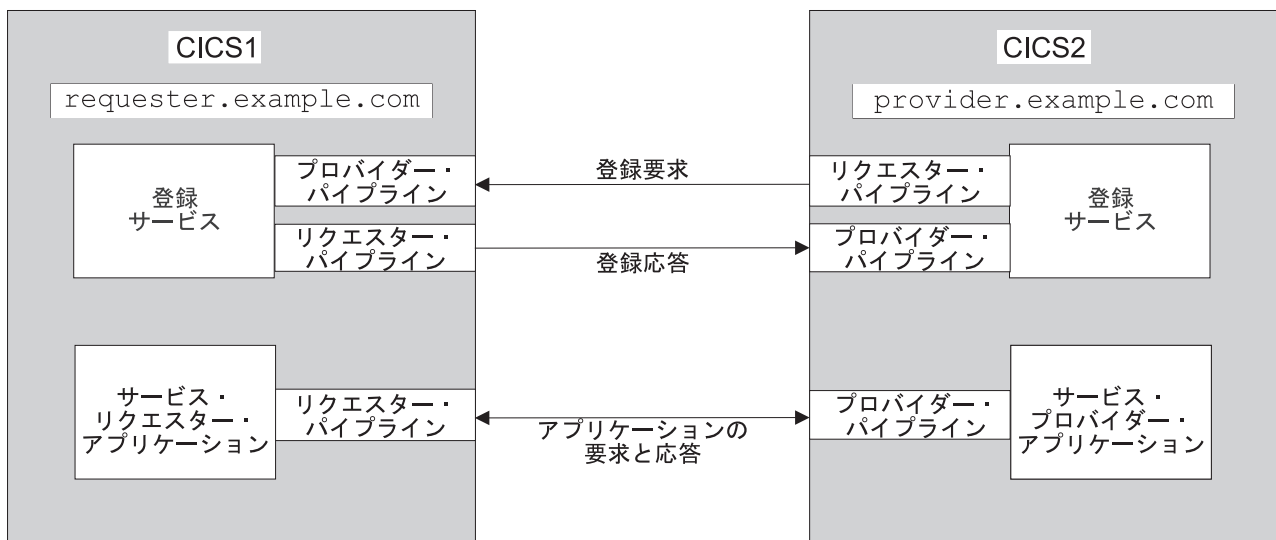 CICS1
requester.example.com
登録
サービス
プロバイダー・
パイプライン
リクエスター・
パイプライン
サービス・
リクエスター・
アプリケーション
リクエスター・
パイプライン
登録要求
登録応答
アプリケーションの
要求と応答
CICS2
provider.example.com
リクエスター・
パイプライン
プロバイダー・
パイプライン
登録
サービス
プロバイダー・
パイプライン
サービス・
プロバイダー・
アプリケーション